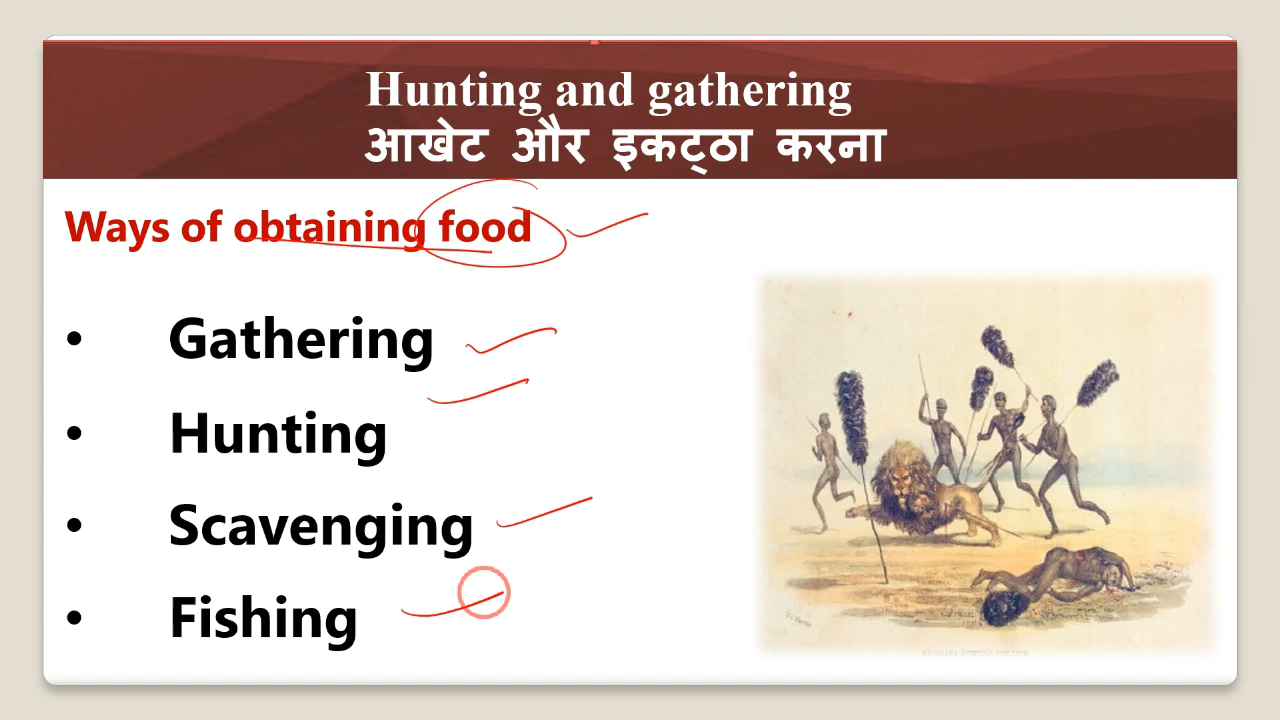 Hunting and gathering
आखेट और इकट्ठा करना
Ways of obtaining food
• Gathering
• Hunting
• Scavenging
• Fishing